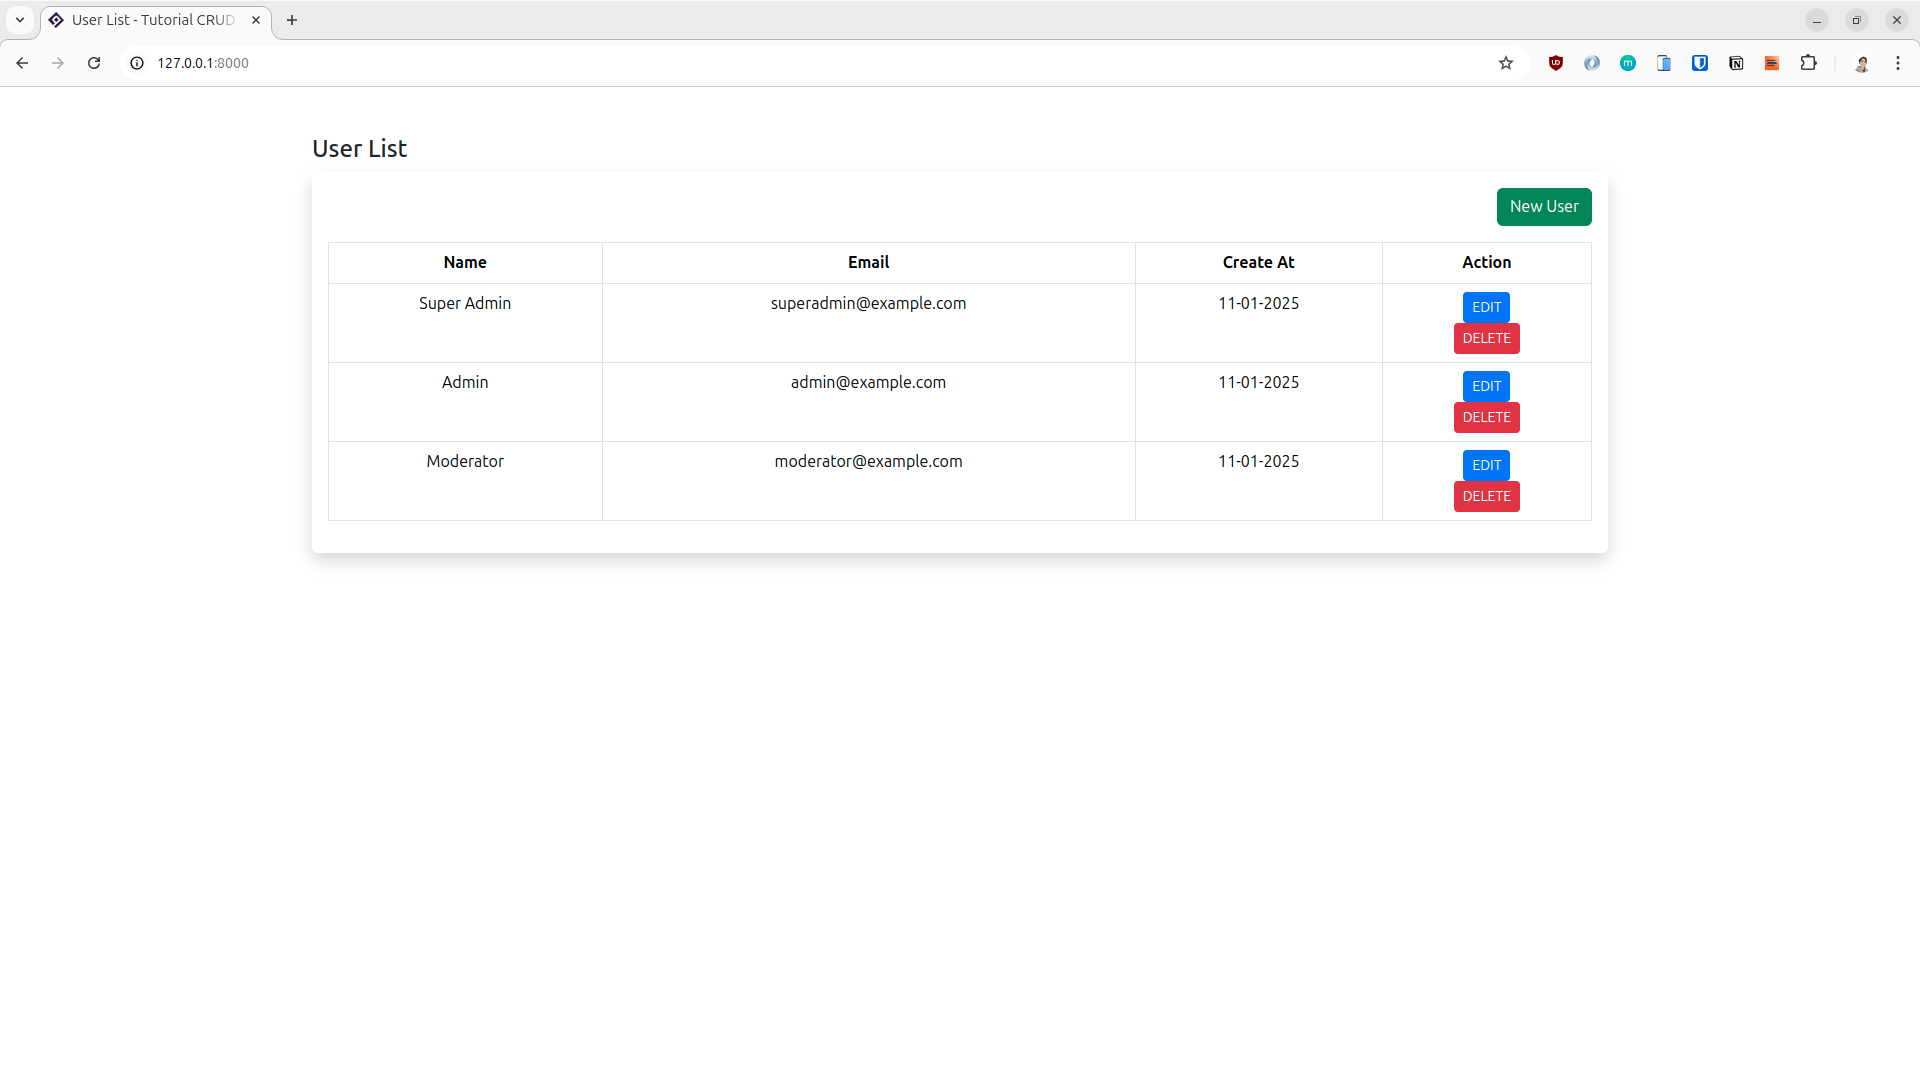 User List - Tutorial CRUD
127.0.0.1:8000
User List
New User
Name Email Create At Action
Super Admin superadmin@example.com 11-01-2025 EDIT
DELETE
Admin admin@example.com 11-01-2025 EDIT
DELETE
Moderator moderator@example.com 11-01-2025 EDIT
DELETE